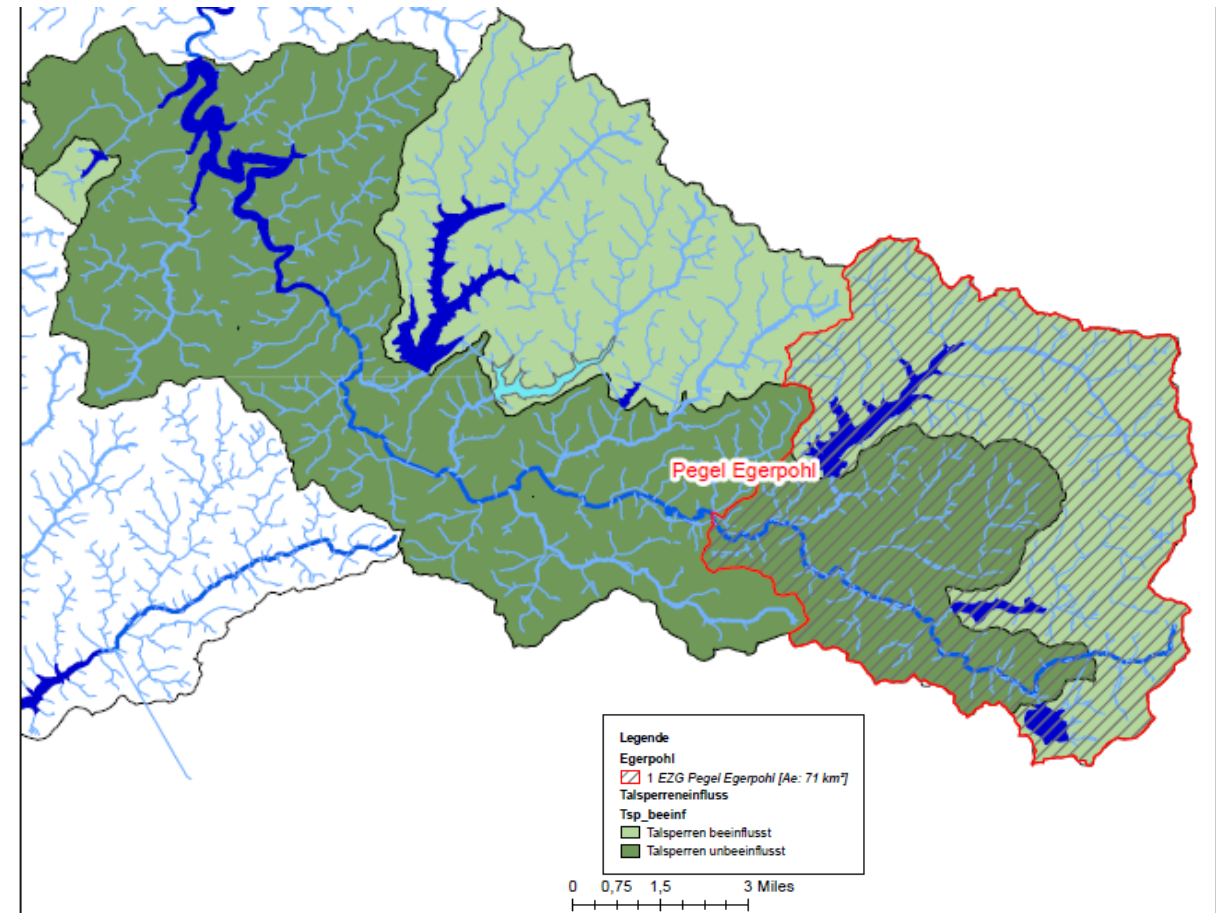 Pegel Egerpohl
Legende
Egerpohl
1 EZG Pegel Egerpohl [Ae: 71 km²]
Talsperreneinfluss
Tsp_beeinf
Talsperren beeinflusst
Talsperren unbeeinflusst
0 0,75 1,5 3 Miles